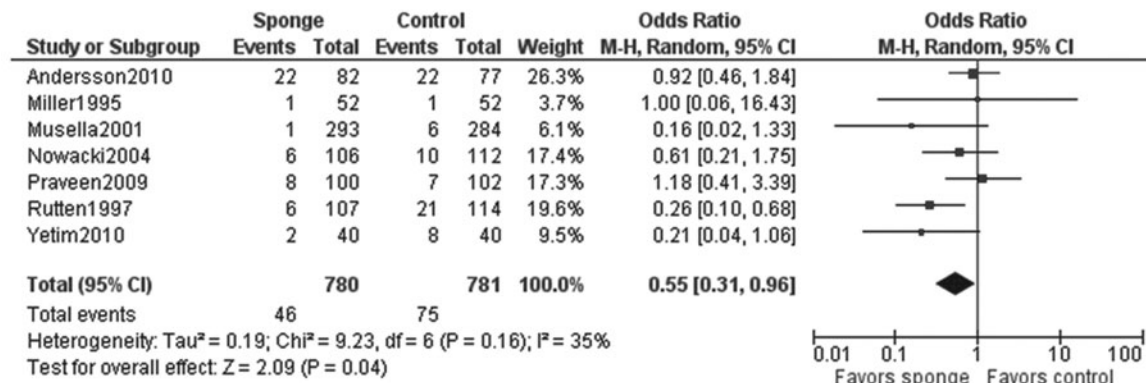 Sponge Control Odds Ratio Odds Ratio
Study or Subgroup Events Total Events Total Weight M-H, Random, 95% CI M-H, Random, 95% CI
Andersson2010 22 82 22 77 26.3% 0.92 [0.46, 1.84]
Miller1995 1 52 1 52 3.7% 1.00 [0.06, 16.43]
Musella2001 1 293 6 284 6.1% 0.16 [0.02, 1.33]
Nowacki2004 6 106 10 112 17.4% 0.61 [0.21, 1.75]
Praveen2009 8 100 7 102 17.3% 1.18 [0.41, 3.39]
Rutten1997 6 107 21 114 19.6% 0.26 [0.10, 0.68]
Yetim2010 2 40 8 40 9.5% 0.21 [0.04, 1.06]
Total (95% CI) 780 781 100.0% 0.55 [0.31, 0.96]
Total events 46 75
Heterogeneity: Tau² = 0.19; Chi² = 9.23, df = 6 (P = 0.16); I² = 35%
Test for overall effect: Z = 2.09 (P = 0.04)
0.01 0.1 1 10 100
Favors sponge Favors control